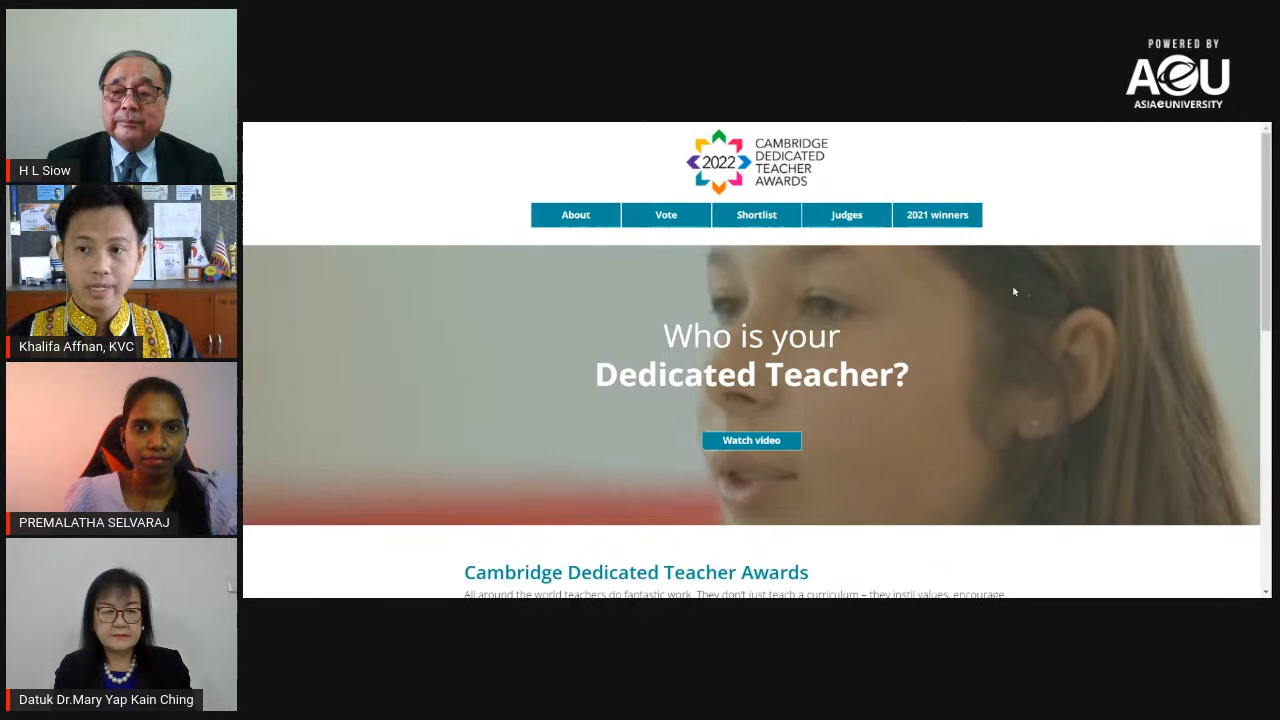 POWERED BY
AeU
ASIAeUNIVERSITY
H L Siow
Khalifa Affnan, KVC
PREMALATHA SELVARAJ
Datuk Dr.Mary Yap Kain Ching
2022
CAMBRIDGE
DEDICATED
TEACHER
AWARDS
About
Vote
Shortlist
Judges
2021 winners
Who is your
Dedicated Teacher?
Watch video
Cambridge Dedicated Teacher Awards
All around the world teachers do fantastic work. They don't just teach a curriculum – they instil values, encourage,